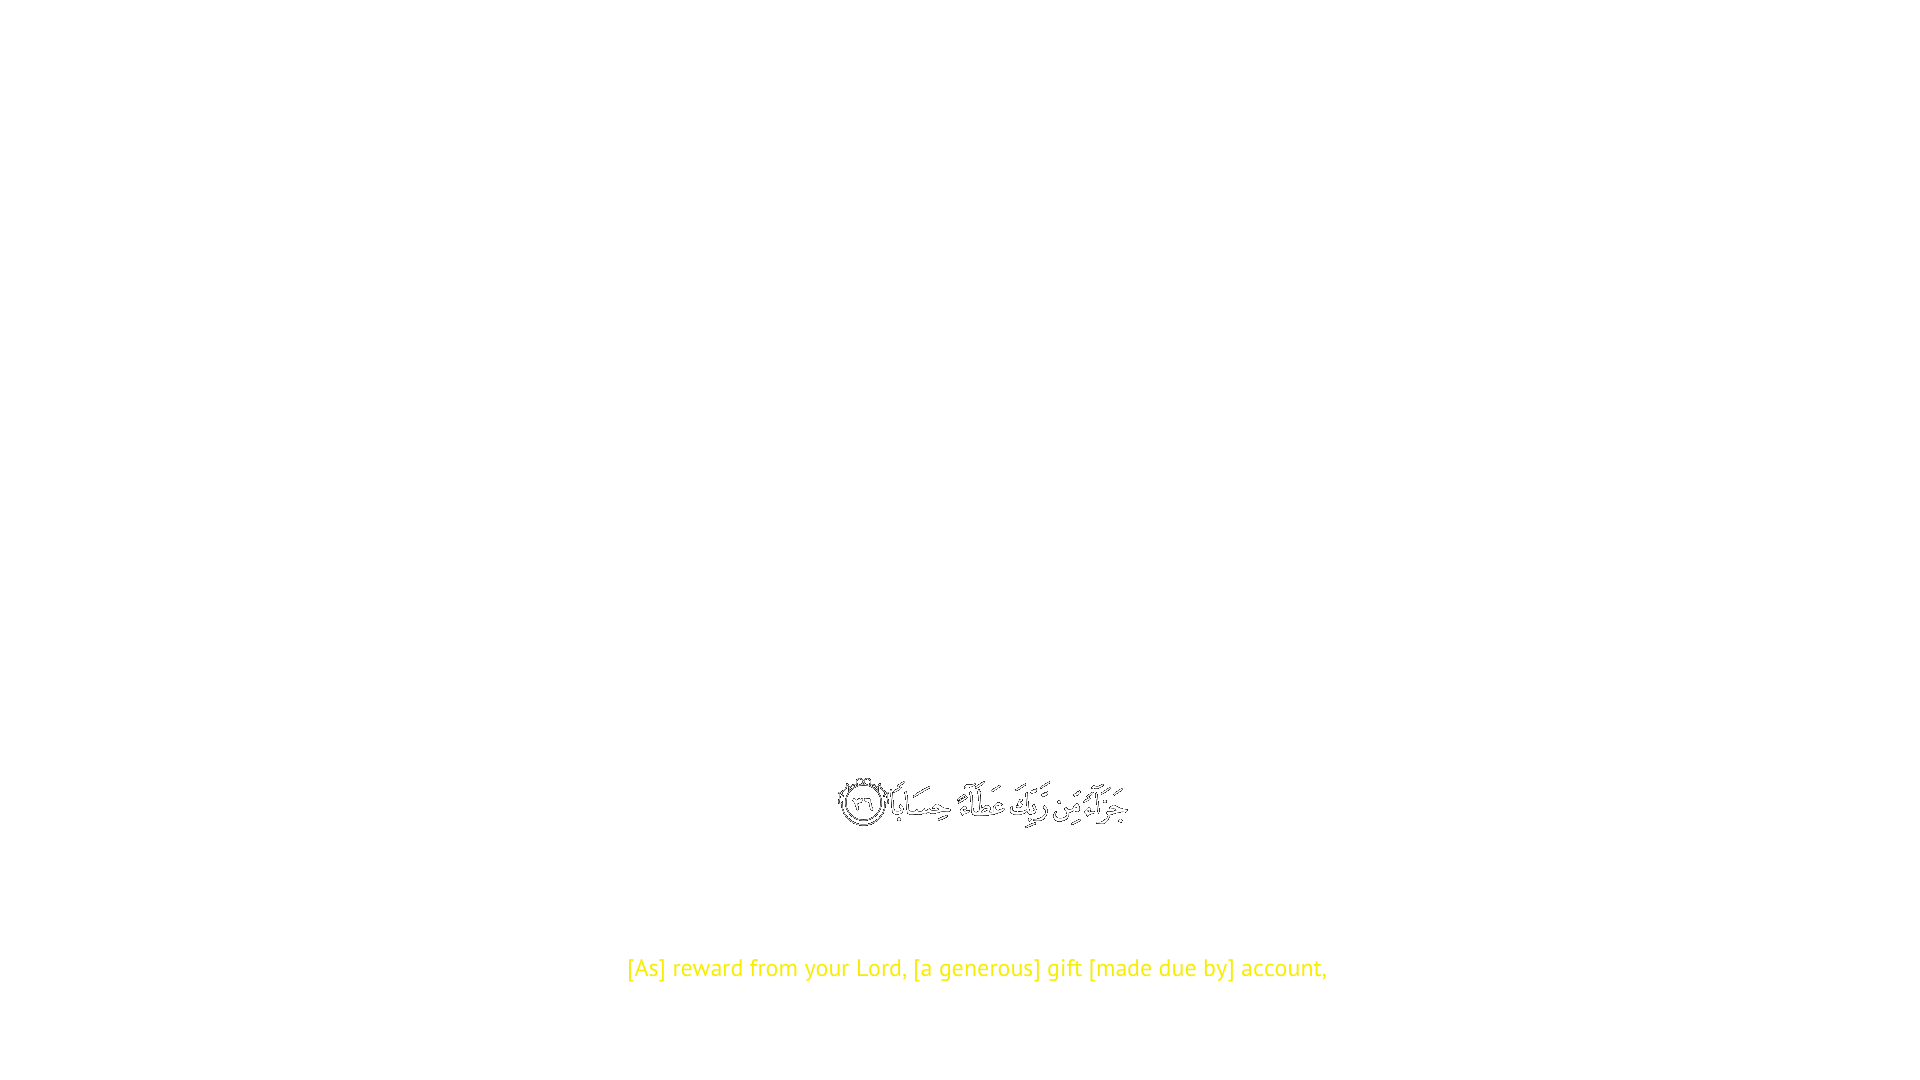 جَزَآءً مِّن رَّبِّكَ عَطَآءً حِسَابًا ٣٦
[As] reward from your Lord, [a generous] gift [made due by] account,